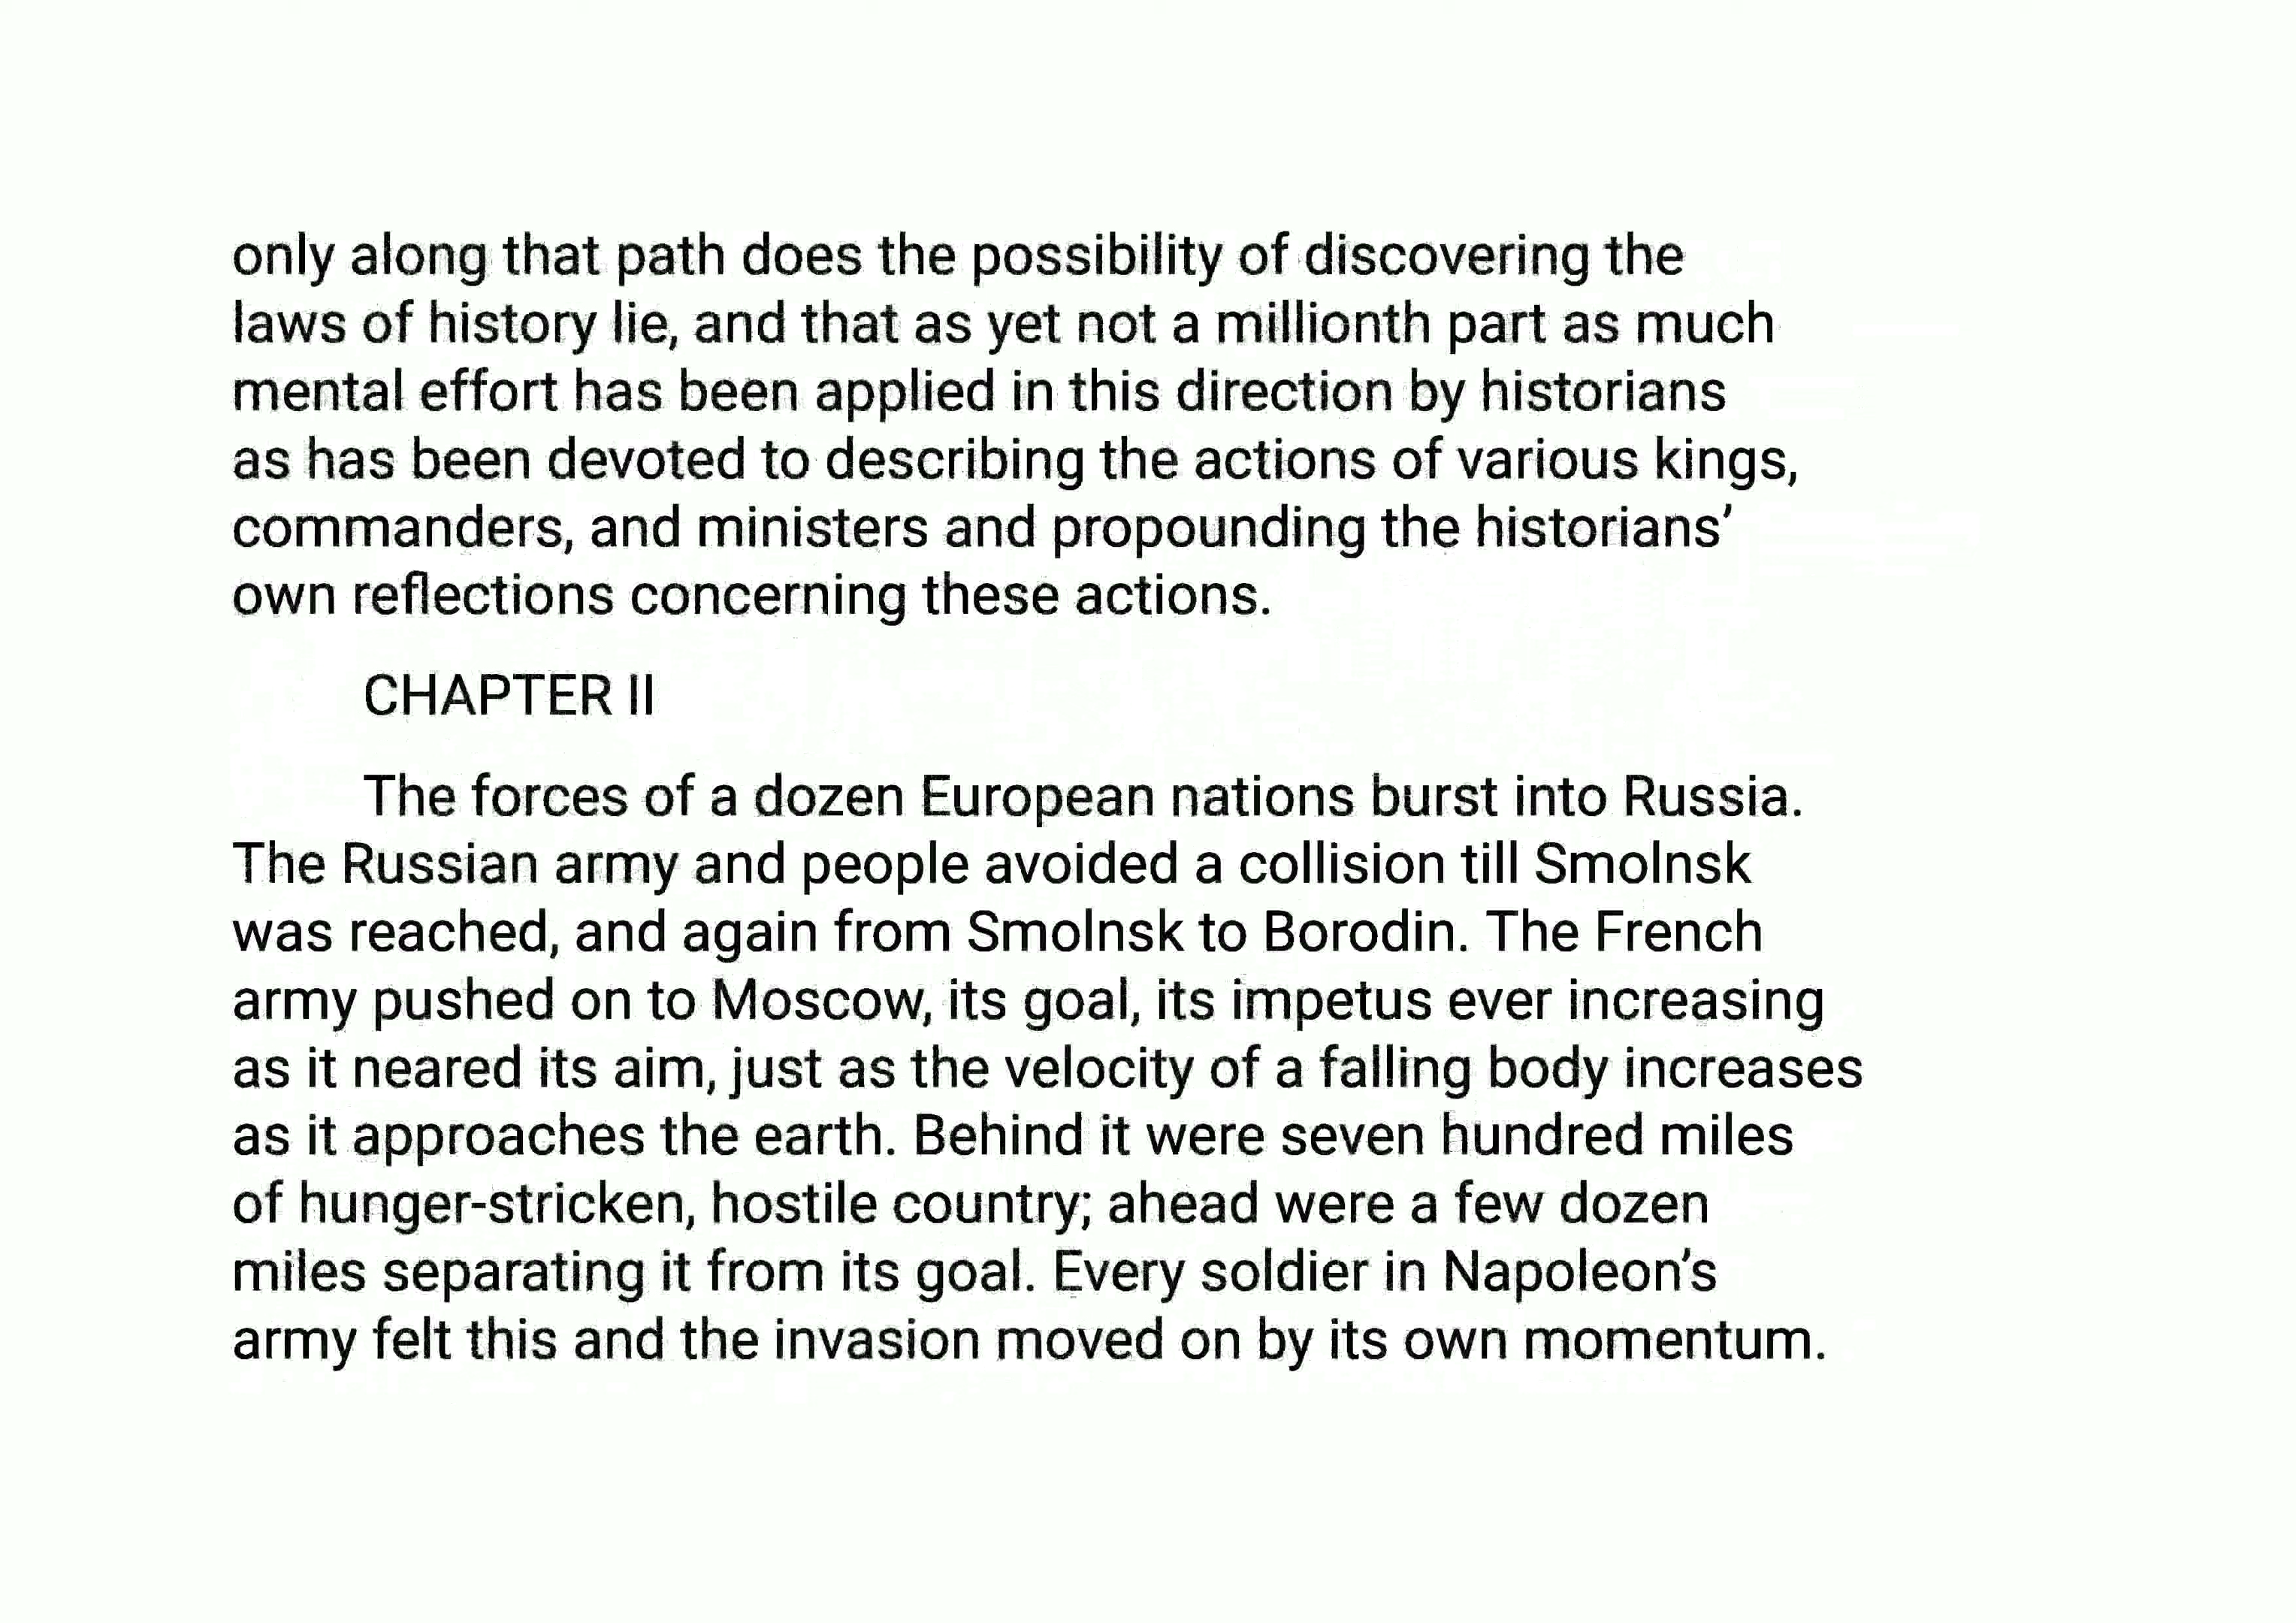 only along that path does the possibility of discovering the
laws of history lie, and that as yet not a millionth part as much
mental effort has been applied in this direction by historians
as has been devoted to describing the actions of various kings,
commanders, and ministers and propounding the historians’
own reflections concerning these actions.
CHAPTER II
The forces of a dozen European nations burst into Russia.
The Russian army and people avoided a collision till Smolnsk
was reached, and again from Smolnsk to Borodin. The French
army pushed on to Moscow, its goal, its impetus ever increasing
as it neared its aim, just as the velocity of a falling body increases
as it approaches the earth. Behind it were seven hundred miles
of hunger-stricken, hostile country; ahead were a few dozen
miles separating it from its goal. Every soldier in Napoleon’s
army felt this and the invasion moved on by its own momentum.